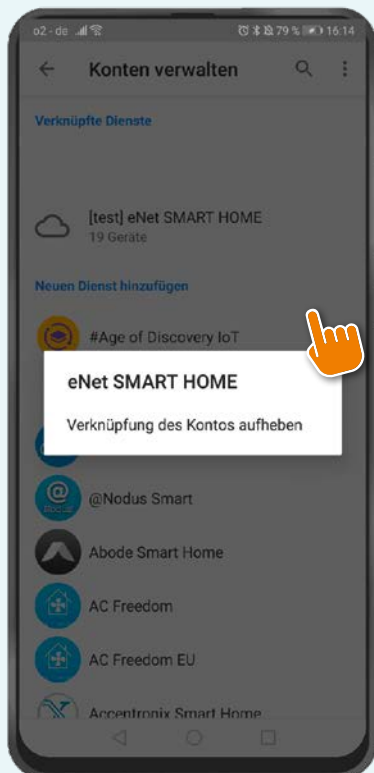 o2 - de 79 % 16:14
Konten verwalten
Verknüpfte Dienste
[test] eNet SMART HOME
19 Geräte
Neuen Dienst hinzufügen
#Age of Discovery IoT
eNet SMART HOME
Verknüpfung des Kontos aufheben
@Nodus Smart
Abode Smart Home
AC Freedom
AC Freedom EU
Accentronix Smart Home